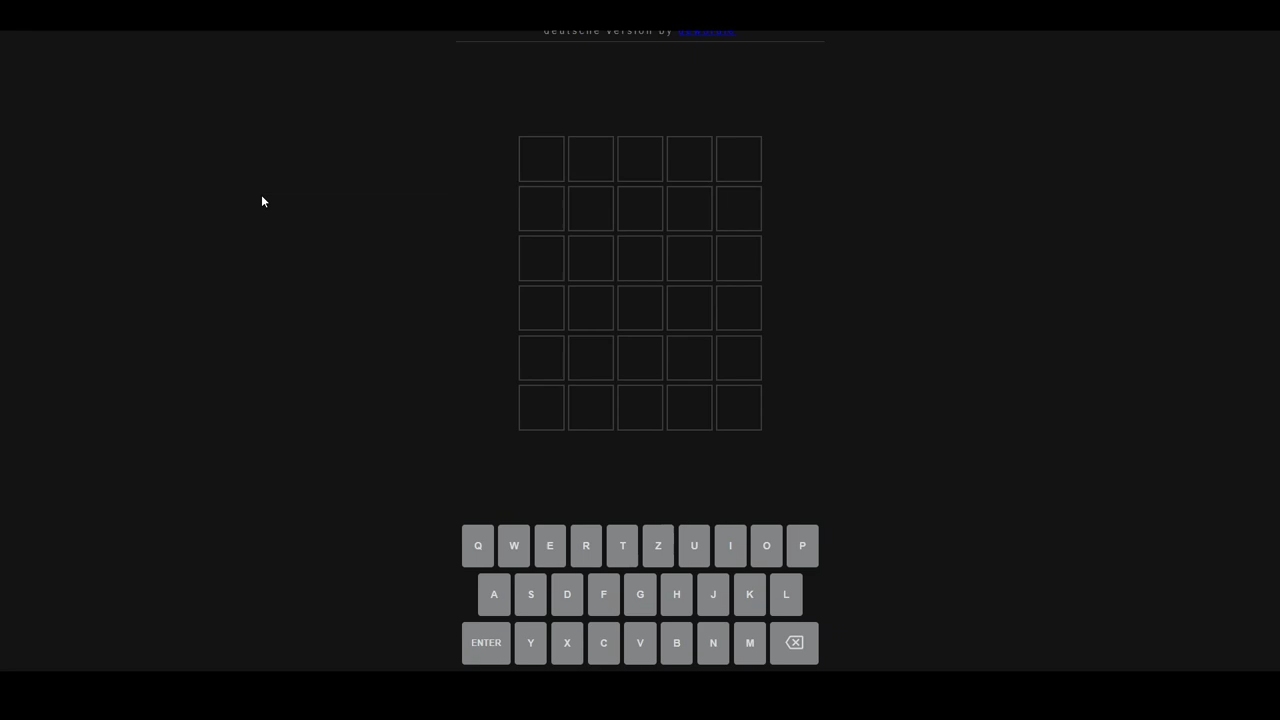 deutsche version by
Q W E R T Z U I O P
A S D F G H J K L
ENTER Y X C V B N M